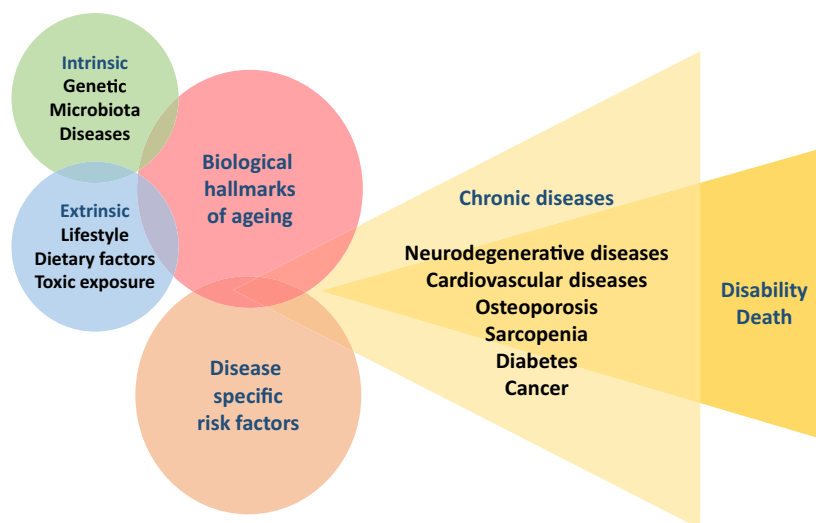 Intrinsic
Genetic
Microbiota
Diseases
Extrinsic
Lifestyle
Dietary factors
Toxic exposure
Biological
hallmarks
of ageing
Disease
specific
risk factors
Chronic diseases
Neurodegenerative diseases
Cardiovascular diseases
Osteoporosis
Sarcopenia
Diabetes
Cancer
Disability
Death